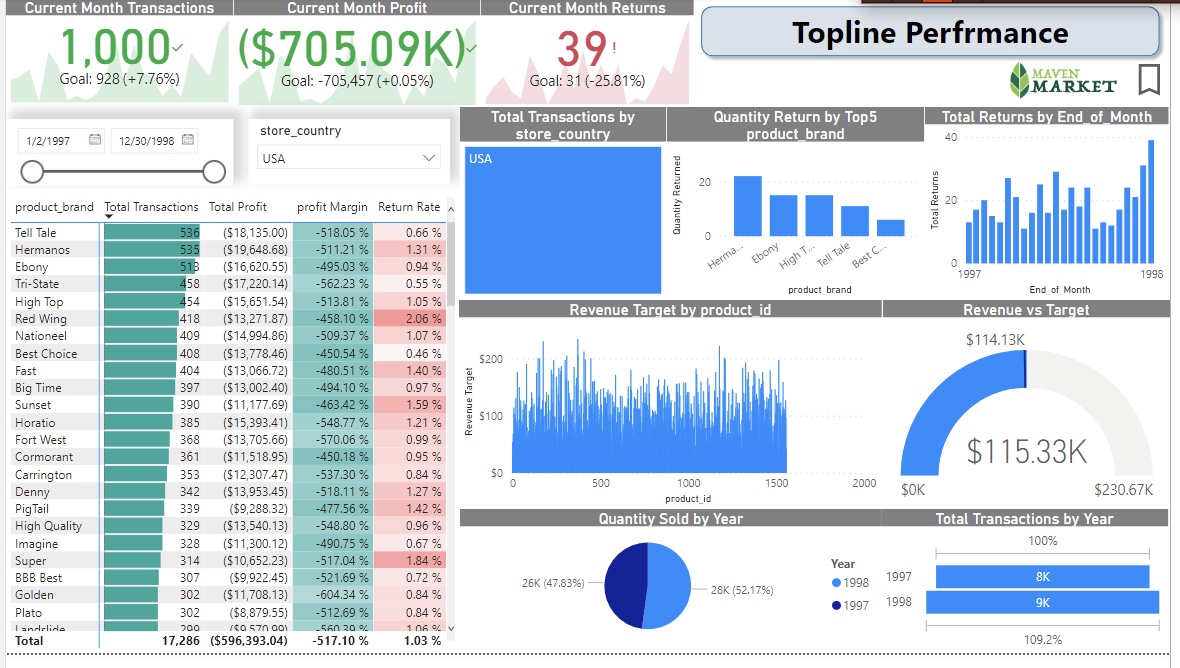 Current Month Transactions
1,000
Goal: 928 (+7.76%)
Current Month Profit
($705.09K)
Goal: -705,457 (+0.05%)
Current Month Returns
39!
Goal: 31 (-25.81%)
Topline Perfrmance
MAVEN
MARKET
1/2/1997
12/30/1998
store_country
USA
product_brand Total Transactions Total Profit profit Margin Return Rate
Tell Tale 536 ($18,135.00) -518.05 % 0.66 %
Hermanos 535 ($19,648.68) -511.21 % 1.31 %
Ebony 513 ($16,620.55) -495.03 % 0.94 %
Tri-State 458 ($17,220.14) -562.23 % 0.55 %
High Top 454 ($15,651.54) -513.81 % 1.05 %
Red Wing 418 ($13,271.87) -458.10 % 2.06 %
Nationeel 409 ($14,994.86) -509.37 % 1.07 %
Best Choice 408 ($13,778.46) -450.54 % 0.46 %
Fast 404 ($13,066.72) -480.51 % 1.40 %
Big Time 397 ($13,002.40) -494.10 % 0.97 %
Sunset 390 ($11,177.69) -463.42 % 1.59 %
Horatio 385 ($15,393.41) -548.77 % 1.21 %
Fort West 368 ($13,705.66) -570.06 % 0.99 %
Cormorant 361 ($11,518.95) -450.18 % 0.95 %
Carrington 353 ($12,307.47) -537.30 % 0.84 %
Denny 342 ($13,953.45) -518.11 % 1.27 %
PigTail 339 ($9,288.32) -477.56 % 1.42 %
High Quality 329 ($13,540.13) -548.80 % 0.96 %
Imagine 328 ($11,300.12) -490.75 % 0.67 %
Super 314 ($10,652.23) -517.04 % 1.84 %
BBB Best 307 ($9,922.45) -521.69 % 0.72 %
Golden 302 ($11,708.13) -604.34 % 0.84 %
Plato 302 ($8,879.55) -512.69 % 0.84 %
Landslide 299 ($9,570.99) -560.39 % 1.06 %
Total 17,286 ($596,393.04) -517.10 % 1.03 %
Total Transactions by
store_country
USA
Quantity Return by Top5
product_brand
Quantity Returned
20
0
Herma...
Ebony
High T...
Tell Tale
Best C...
product_brand
Total Returns by End_of_Month
Total Returns
40
20
0
1997
1998
End_of_Month
Revenue Target by product_id
Revenue Target
$200
$100
$0
0
500
1000
1500
2000
product_id
Revenue vs Target
$114.13K
$115.33K
$0K
$230.67K
Quantity Sold by Year
26K (47.83%)
28K (52.17%)
Year
1998
1997
Total Transactions by Year
100%
1997 8K
1998 9K
109.2%